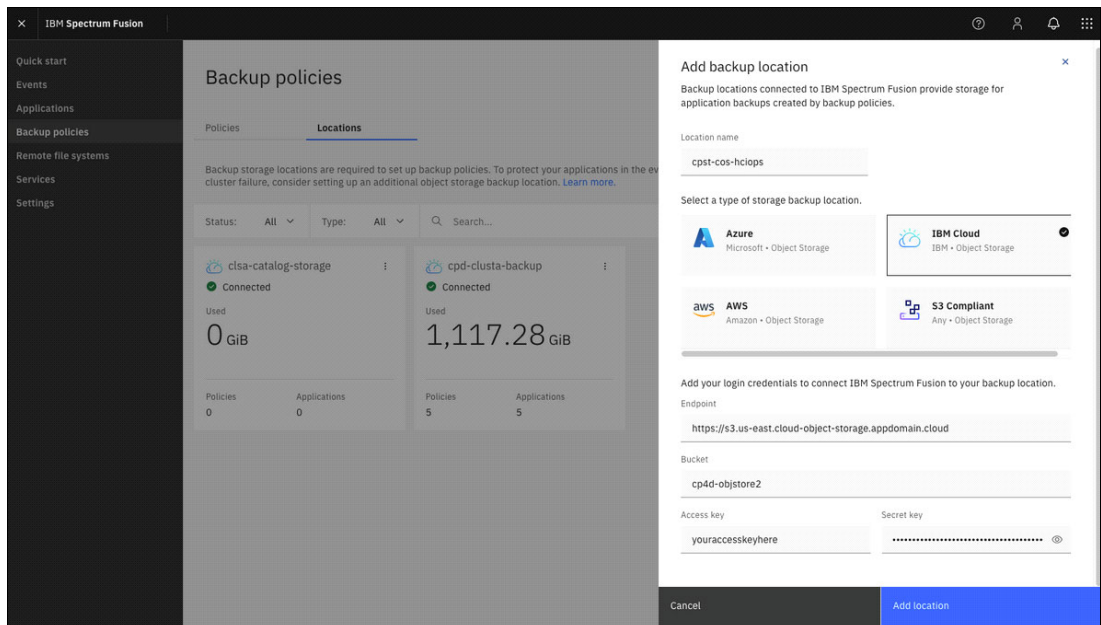 IBM Spectrum Fusion
Quick start
Events
Applications
Backup policies
Remote file systems
Services
Settings
Backup policies
Policies
Locations
Backup storage locations are required to set up backup policies. To protect your applications in the ev
cluster failure, consider setting up an additional object storage backup location. Learn more.
Status: All
Type: All
Search...
clsa-catalog-storage
Connected
Used
0 GiB
Policies
Applications
0
0
cpd-clusta-backup
Connected
Used
1,117.28 GiB
Policies
Applications
5
5
Add backup location
Backup locations connected to IBM Spectrum Fusion provide storage for
application backups created by backup policies.
Location name
cpst-cos-hciops
Select a type of storage backup location.
Azure
Microsoft • Object Storage
IBM Cloud
IBM • Object Storage
aws
AWS
Amazon • Object Storage
S3 Compliant
Any • Object Storage
Add your login credentials to connect IBM Spectrum Fusion to your backup location.
Endpoint
https://s3.us-east.cloud-object-storage.appdomain.cloud
Bucket
cp4d-objstore2
Access key
youraccesskeyhere
Secret key
Cancel
Add location